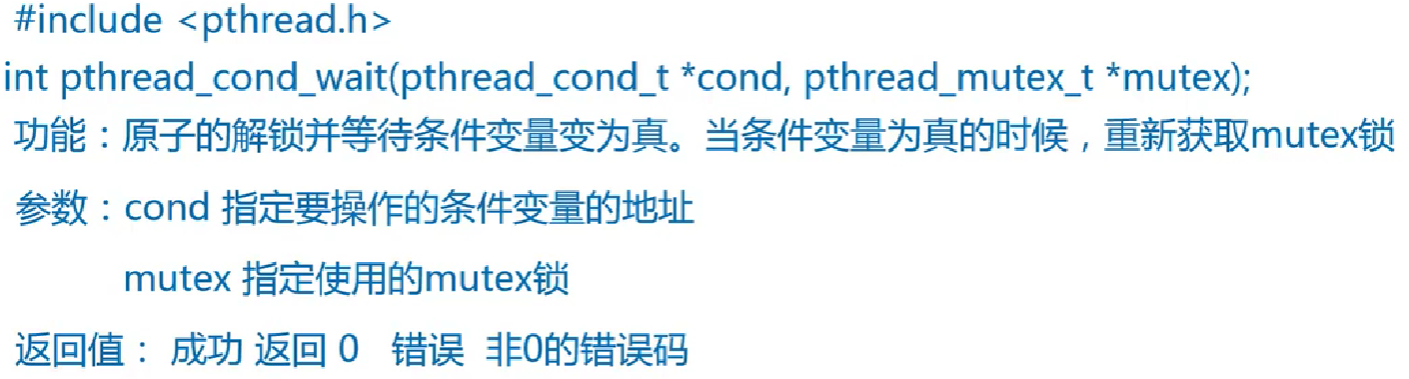 #include <pthread.h>
int pthread_cond_wait(pthread_cond_t *cond, pthread_mutex_t *mutex);
功能：原子的解锁并等待条件变量变为真。当条件变量为真的时候，重新获取mutex锁
参数：cond 指定要操作的条件变量的地址
mutex 指定使用的mutex锁
返回值： 成功 返回 0 错误 非0的错误码